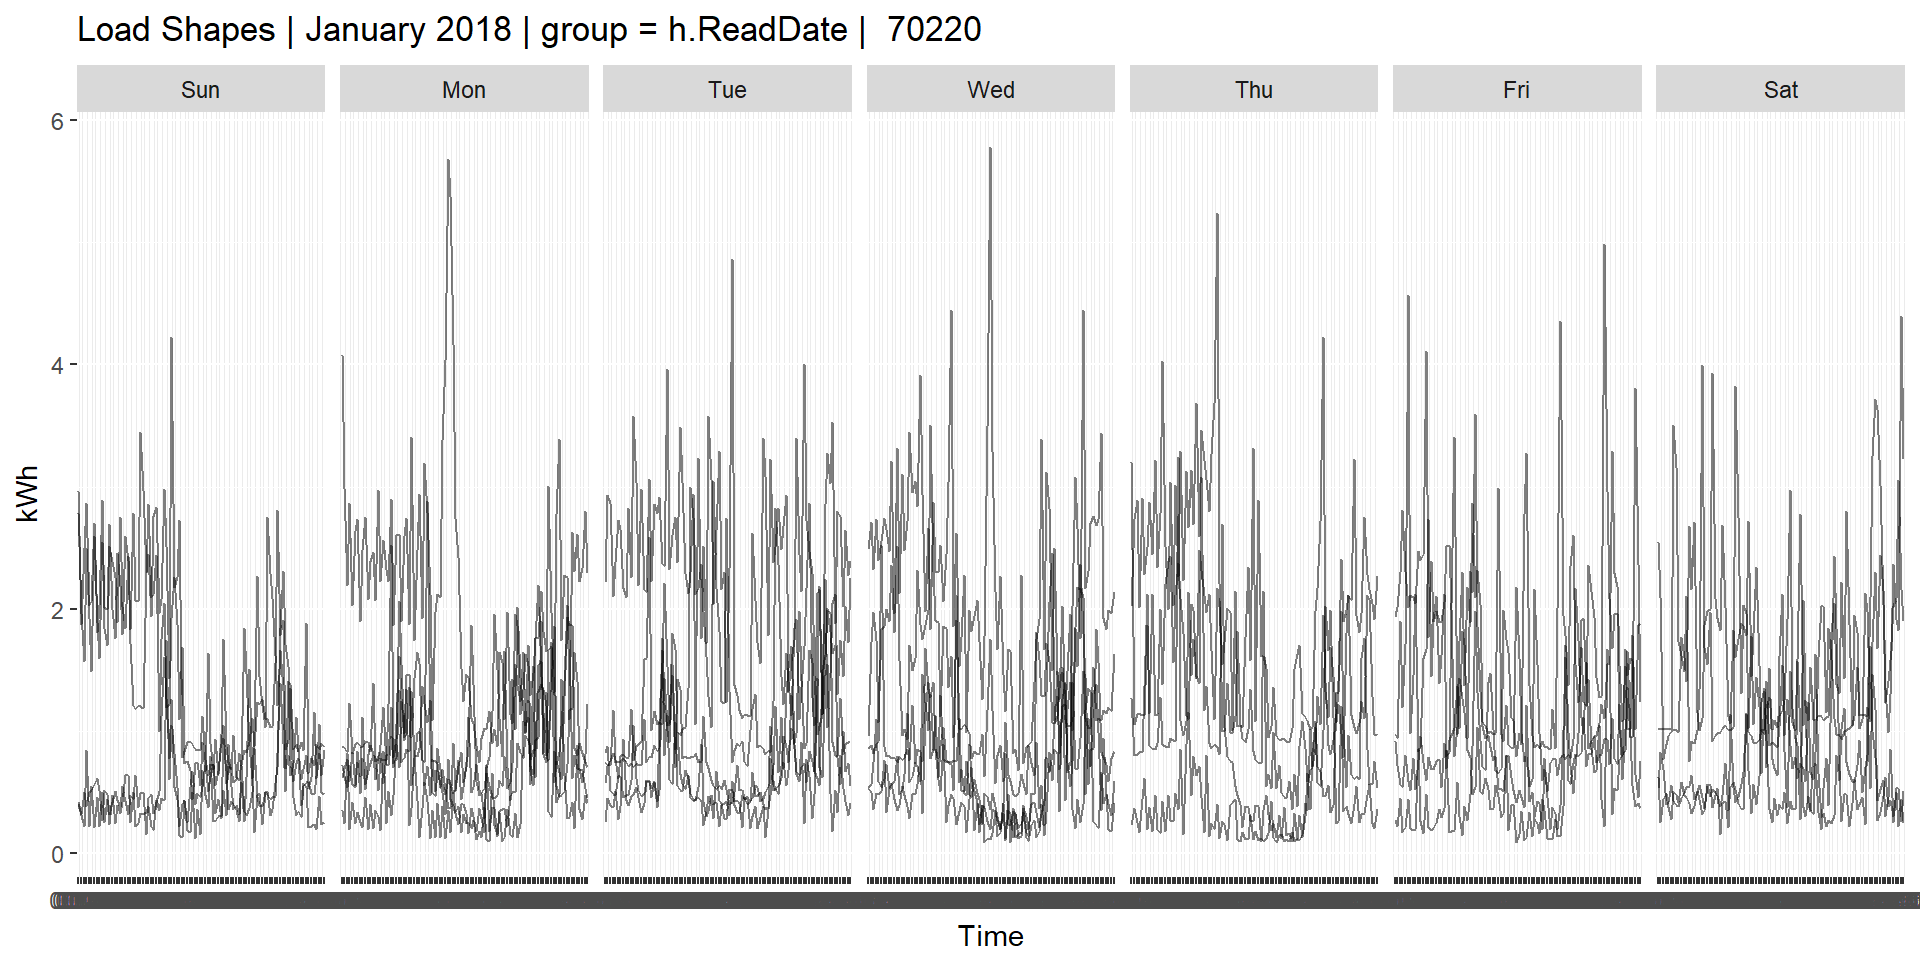 Load Shapes | January 2018 | group = h.ReadDate |  70220
Sun Mon Tue Wed Thu Fri Sat
6
4
2
0
kWh
Time